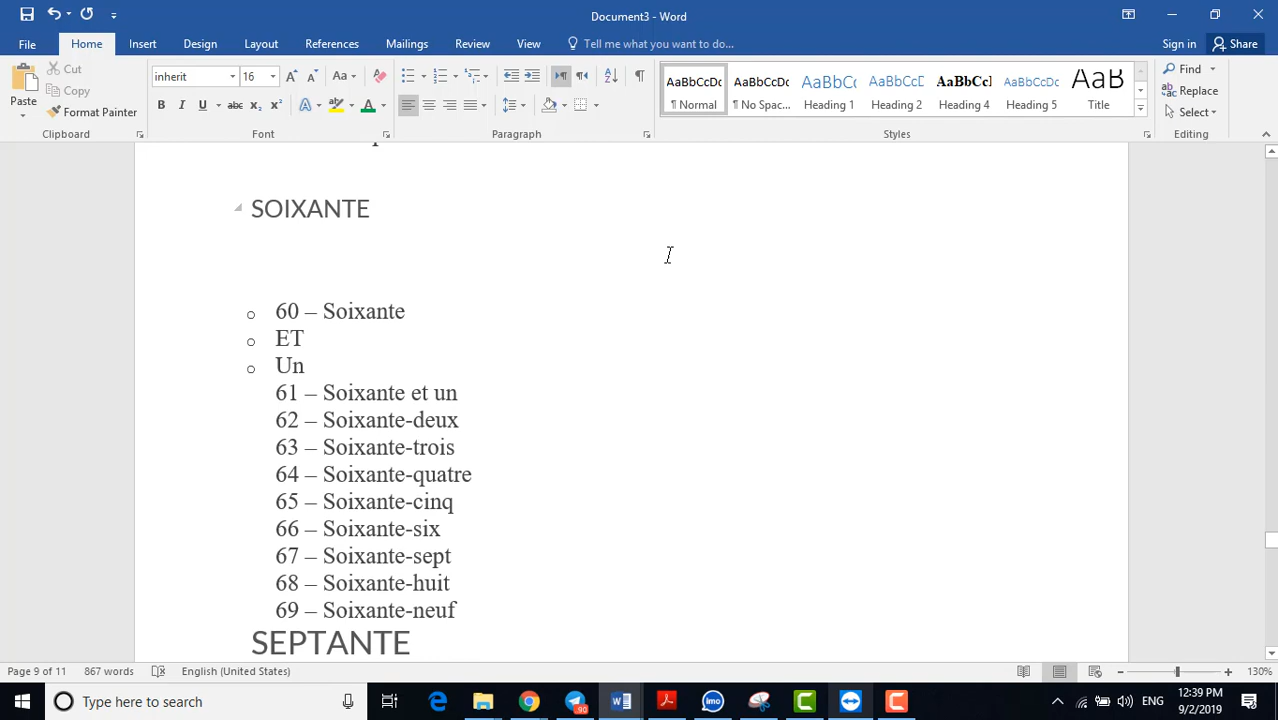 Document3 - Word
Sign in
Share
File
Home
Insert
Design
Layout
References
Mailings
Review
View
Tell me what you want to do...
Paste
Cut
Copy
Format Painter
Clipboard
inherit
16
Font
Paragraph
AaBbCcDc
¶ Normal
AaBbCcDc
¶ No Spac...
AaBbCc
Heading 1
AaBbCcD
Heading 2
AaBbCcI
Heading 4
AaBbCcDc
Heading 5
AaB
Title
Styles
Find
Replace
Select
Editing
SOIXANTE
60 – Soixante
ET
Un
61 – Soixante et un
62 – Soixante-deux
63 – Soixante-trois
64 – Soixante-quatre
65 – Soixante-cinq
66 – Soixante-six
67 – Soixante-sept
68 – Soixante-huit
69 – Soixante-neuf
SEPTANTE
Page 9 of 11
867 words
English (United States)
130%
Type here to search
90
imo
ENG
12:39 PM
9/2/2019